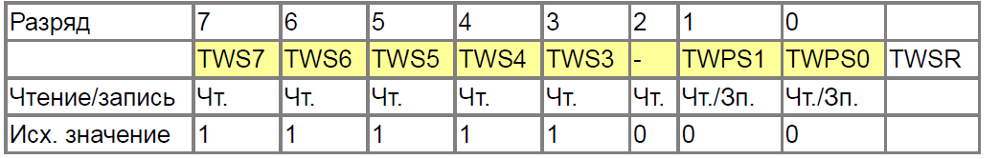 Разряд 7 6 5 4 3 2 1 0
TWS7 TWS6 TWS5 TWS4 TWS3 - TWPS1 TWPS0 TWSR
Чтение/запись Чт. Чт. Чт. Чт. Чт. Чт. Чт./Зп. Чт./Зп.
Исх. значение 1 1 1 1 1 0 0 0